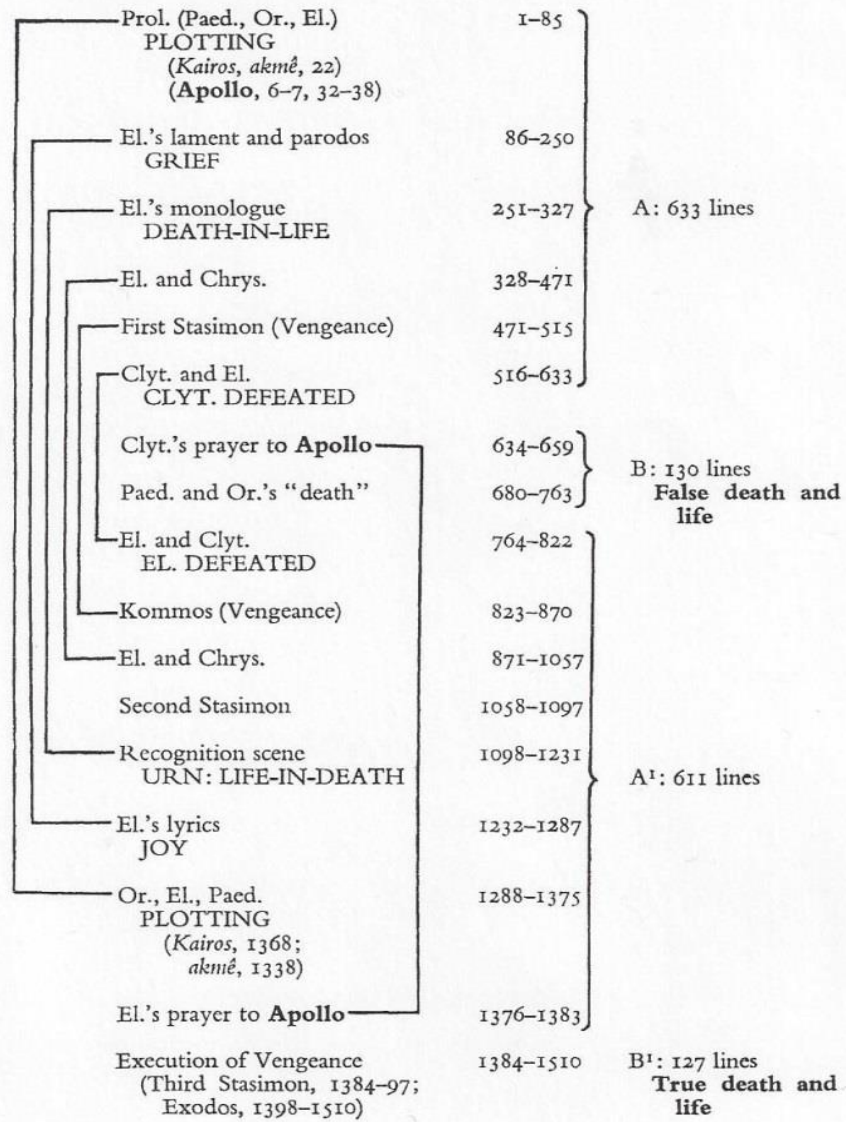 Prol. (Paed., Or., El.) 1–85
PLOTTING
(Kairos, akmê, 22)
(Apollo, 6–7, 32–38)
El.'s lament and parodos 86–250
GRIEF
El.'s monologue 251–327 A: 633 lines
DEATH-IN-LIFE
El. and Chrys. 328–471
First Stasimon (Vengeance) 471–515
Clyt. and El. 516–633
CLYT. DEFEATED
Clyt.'s prayer to Apollo 634–659
B: 130 lines
Paed. and Or.'s “death” 680–763 False death and
life
El. and Clyt. 764–822
EL. DEFEATED
Kommos (Vengeance) 823–870
El. and Chrys. 871–1057
Second Stasimon 1058–1097
Recognition scene 1098–1231
URN: LIFE-IN-DEATH A¹: 611 lines
El.'s lyrics 1232–1287
JOY
Or., El., Paed. 1288–1375
PLOTTING
(Kairos, 1368;
akmê, 1338)
El.'s prayer to Apollo 1376–1383
Execution of Vengeance 1384–1510 B¹: 127 lines
(Third Stasimon, 1384–97; True death and
Exodos, 1398–1510) life